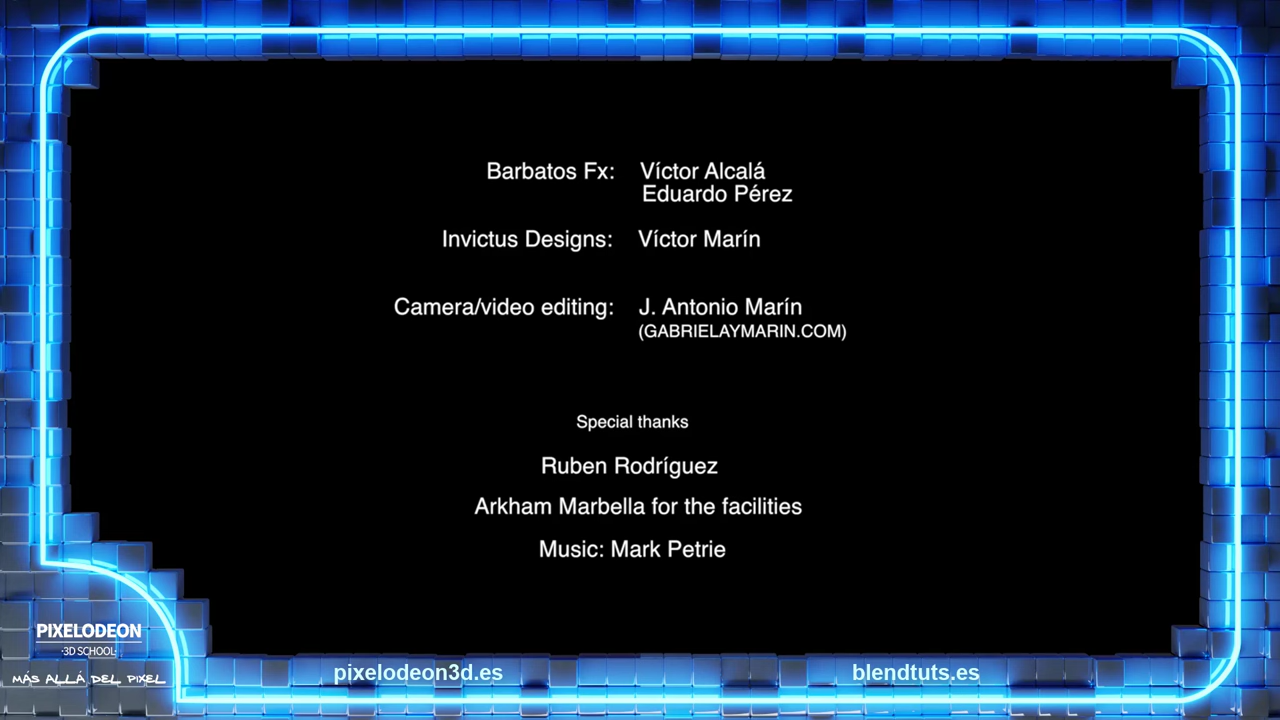 Barbatos Fx: Víctor Alcalá
Eduardo Pérez
Invictus Designs: Víctor Marín
Camera/video editing: J. Antonio Marín
(GABRIELAYMARIN.COM)
Special thanks
Ruben Rodríguez
Arkham Marbella for the facilities
Music: Mark Petrie
PIXELODEON
·3D SCHOOL·
MÁS ALLÁ DEL PIXEL
pixelodeon3d.es
blendtuts.es